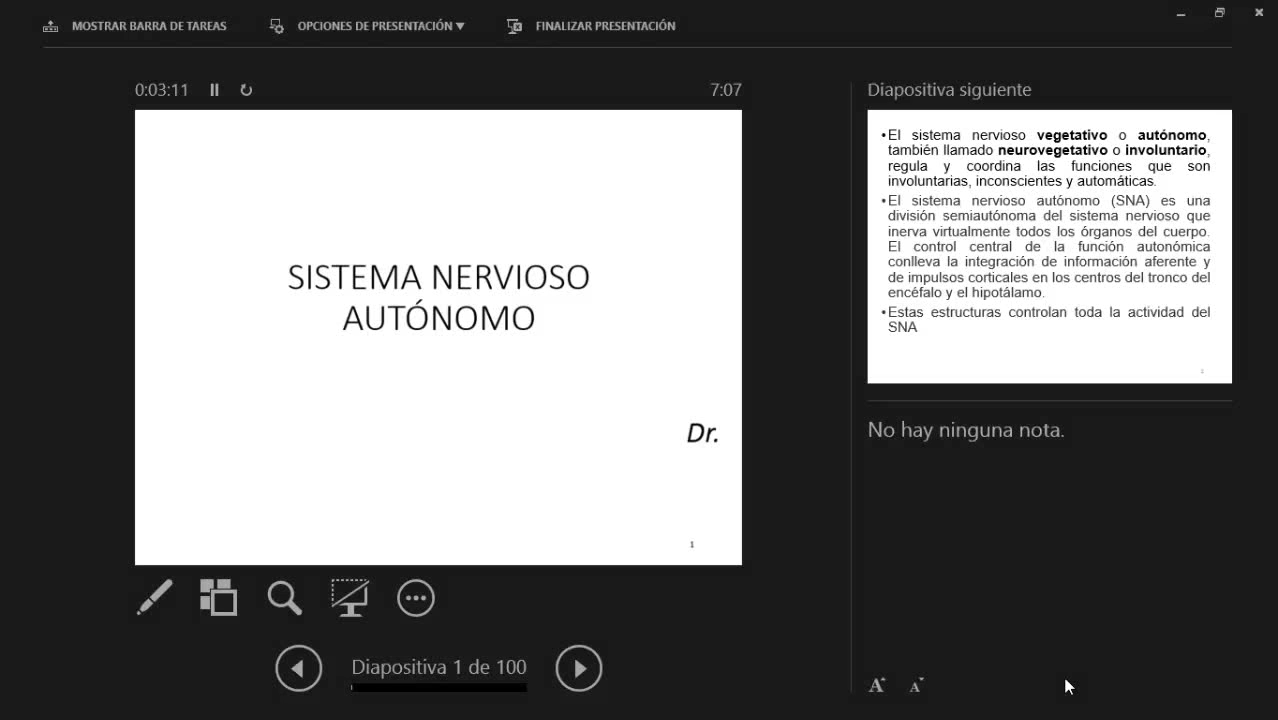 MOSTRAR BARRA DE TAREAS
OPCIONES DE PRESENTACIÓN
FINALIZAR PRESENTACIÓN
0:03:11
7:07
SISTEMA NERVIOSO
AUTÓNOMO
Dr.
1
Diapositiva 1 de 100
Diapositiva siguiente
•El sistema nervioso vegetativo o autónomo,
también llamado neurovegetativo o involuntario,
regula y coordina las funciones que son
involuntarias, inconscientes y automáticas.
•El sistema nervioso autónomo (SNA) es una
división semiautónoma del sistema nervioso que
inerva virtualmente todos los órganos del cuerpo.
El control central de la función autonómica
conlleva la integración de información aferente y
de impulsos corticales en los centros del tronco del
encéfalo y el hipotálamo.
•Estas estructuras controlan toda la actividad del
SNA
No hay ninguna nota.
A A